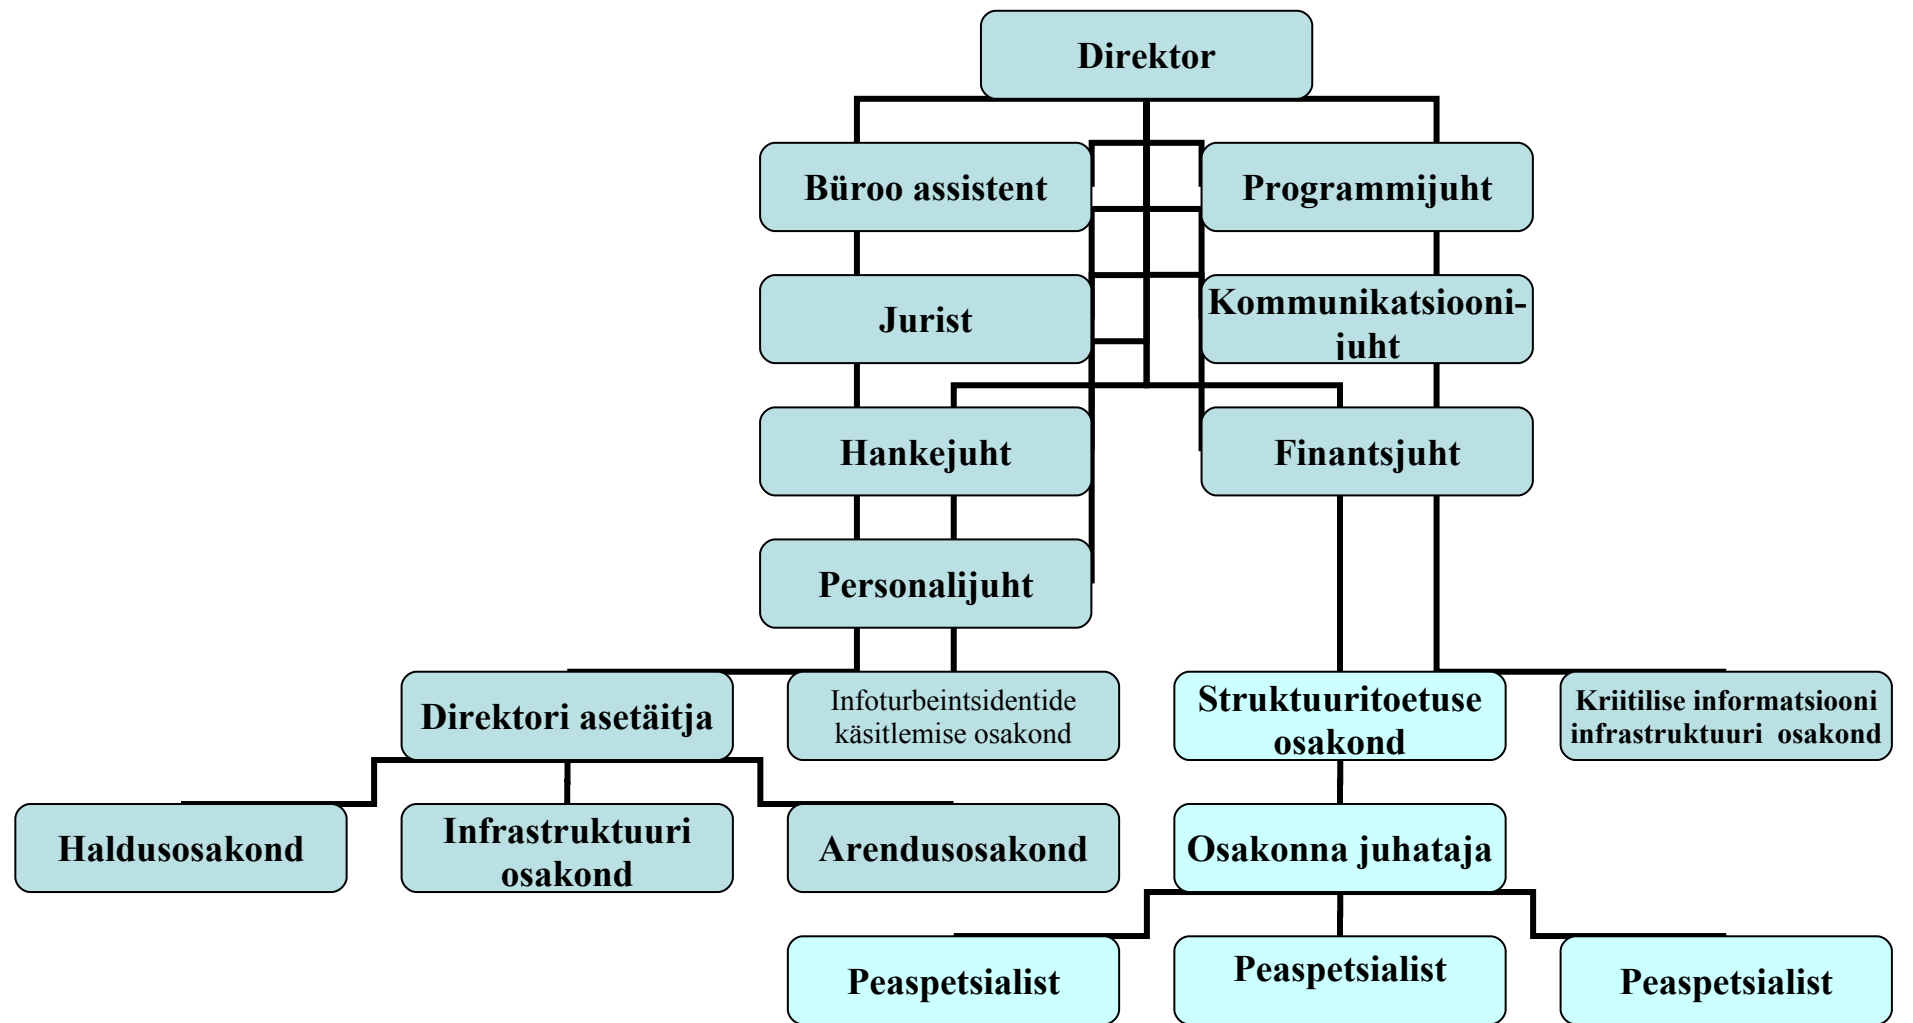 Direktor
Büroo assistent
Programmijuht
Jurist
Kommunikatsiooni-
juht
Hankejuht
Finantsjuht
Personalijuht
Direktori asetäitja
Infoturbeintsidentide
käsitlemise osakond
Struktuuritoetuse
osakond
Kriitilise informatsiooni
infrastruktuuri osakond
Haldusosakond
Infrastruktuuri
osakond
Arendusosakond
Osakonna juhataja
Peaspetsialist
Peaspetsialist
Peaspetsialist